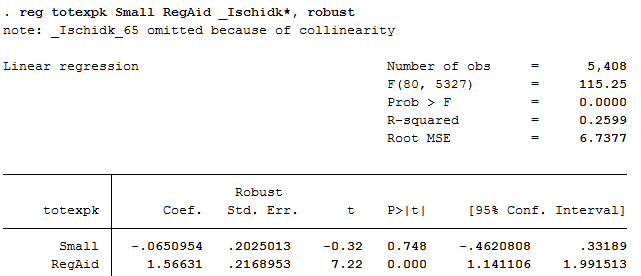 . reg totexpk Small RegAid _Ischidk*, robust
note: _Ischidk_65 omitted because of collinearity
Linear regression Number of obs = 5,408
F(80, 5327) = 115.25
Prob > F = 0.0000
R-squared = 0.2599
Root MSE = 6.7377
Robust
totexpk Coef. Std. Err. t P>|t| [95% Conf. Interval]
Small -.0650954 .2025013 -0.32 0.748 -.4620808 .33189
RegAid 1.56631 .2168953 7.22 0.000 1.141106 1.991513